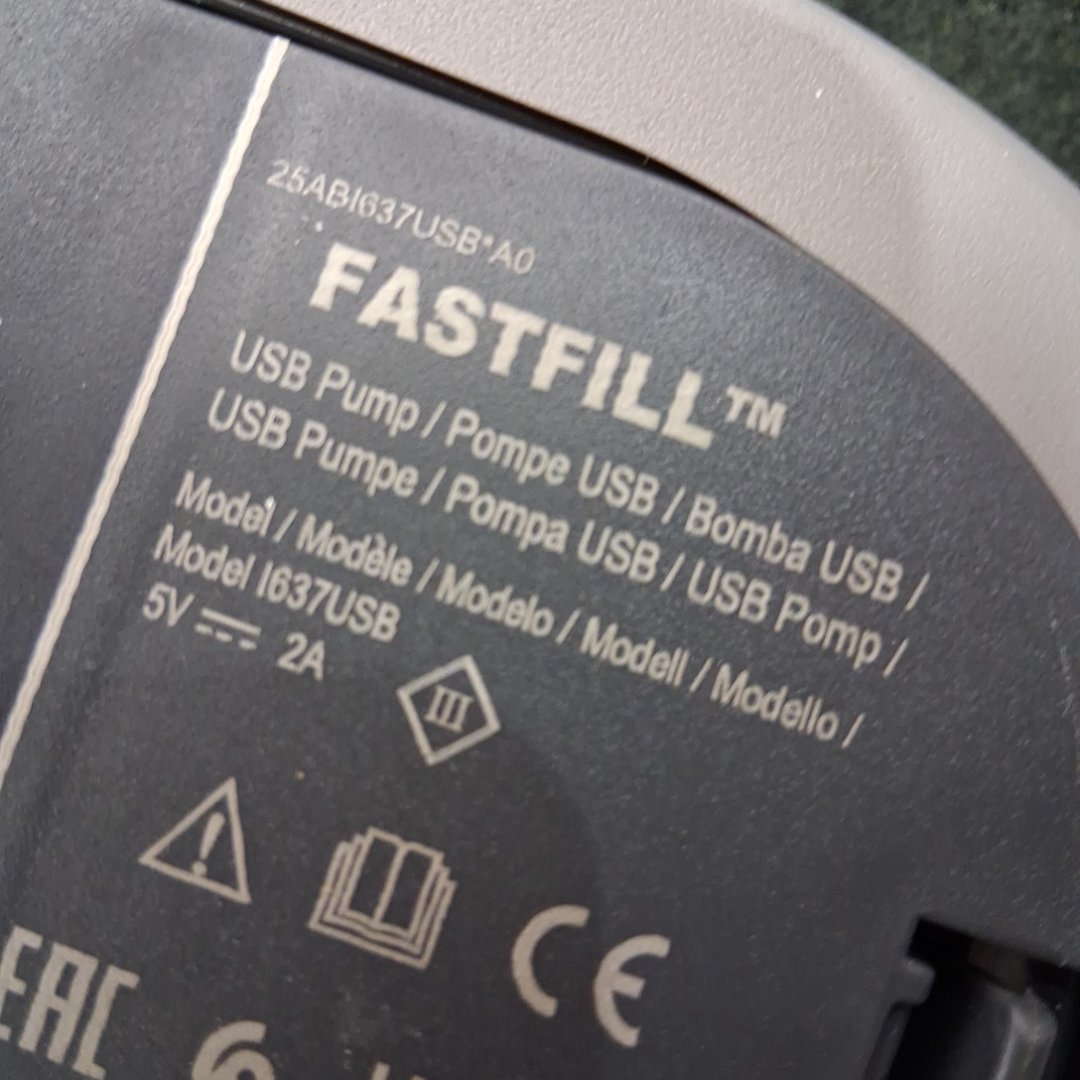 25ABI637USB*A0
FASTFILL™
USB Pump / Pompe USB / Bomba USB /
USB Pumpe / Pompa USB / USB Pomp /
Model / Modèle / Modelo / Modell / Modello /
Model I637USB
5V ⎓ 2A
III
CE
EAC